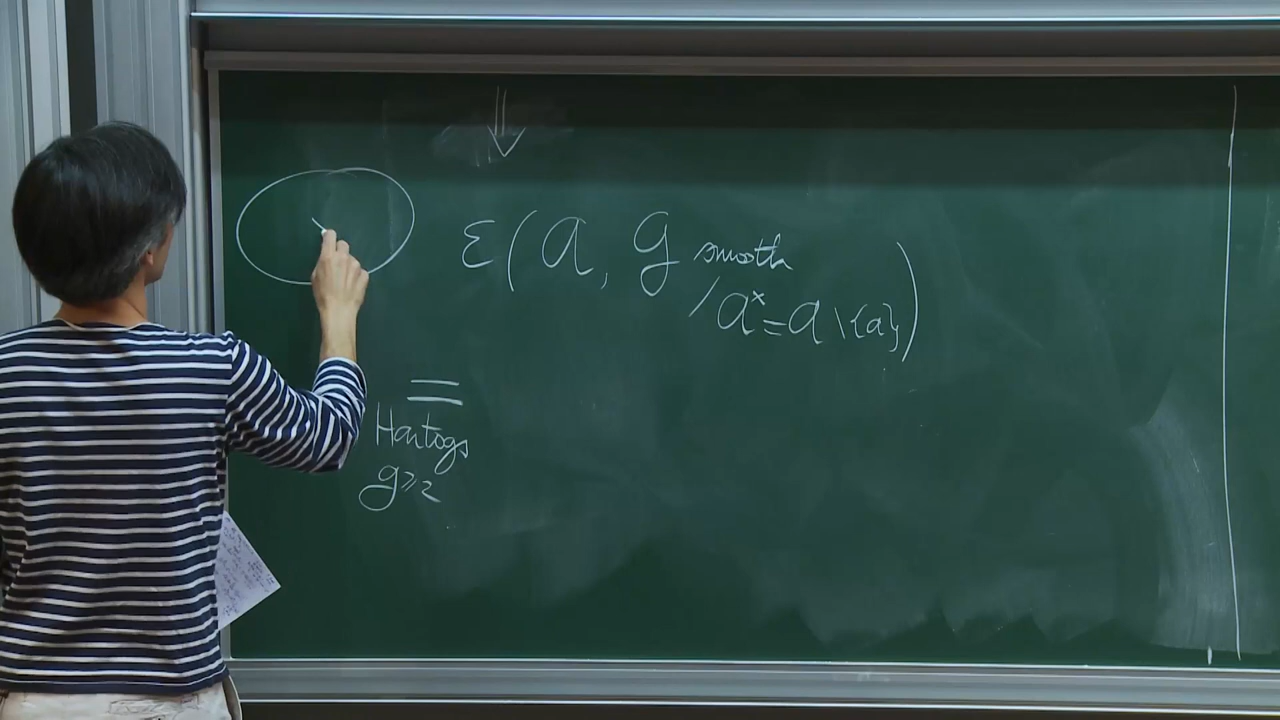 ⇓
ε(A, G smooth
/A^x = A \ {a})
=
Hartogs
g ≥ 2